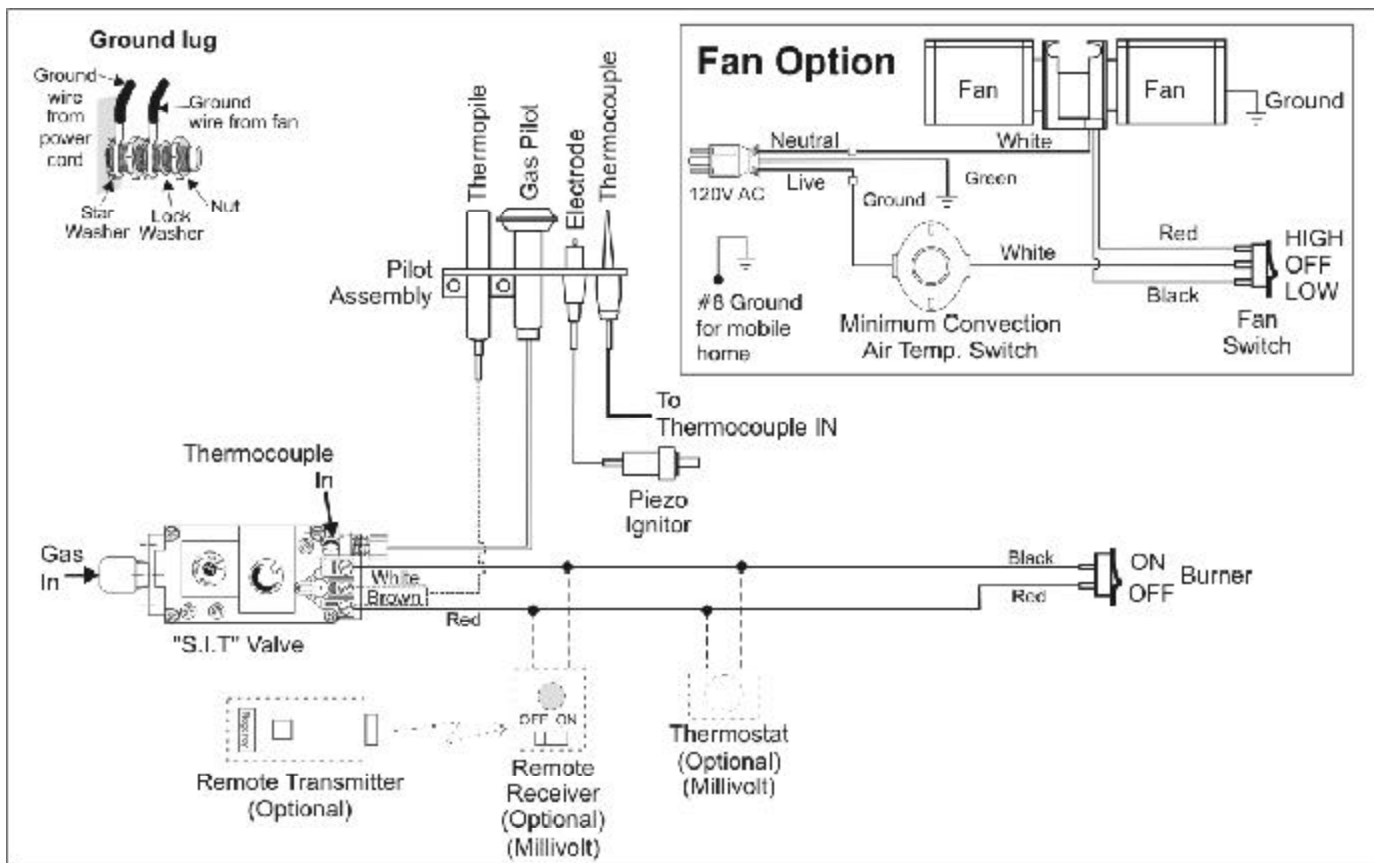 Ground lug
Ground
wire
from
power
cord
Ground
wire from fan
Star
Washer
Lock
Washer
Nut
Thermopile
Gas Pilot
Electrode
Thermocouple
Pilot
Assembly
To
Thermocouple IN
Piezo
Ignitor
Fan Option
Fan
Fan
Ground
Neutral
White
120V AC
Live
Green
Ground
Red
White
Black
HIGH
OFF
LOW
Fan
Switch
#8 Ground
for mobile
home
Minimum Convection
Air Temp. Switch
Thermocouple
In
Gas
In
White
Brown
Red
"S.I.T" Valve
Black
Red
ON
OFF
Burner
OFF ON
Remote Transmitter
(Optional)
Remote
Receiver
(Optional)
(Millivolt)
Thermostat
(Optional)
(Millivolt)